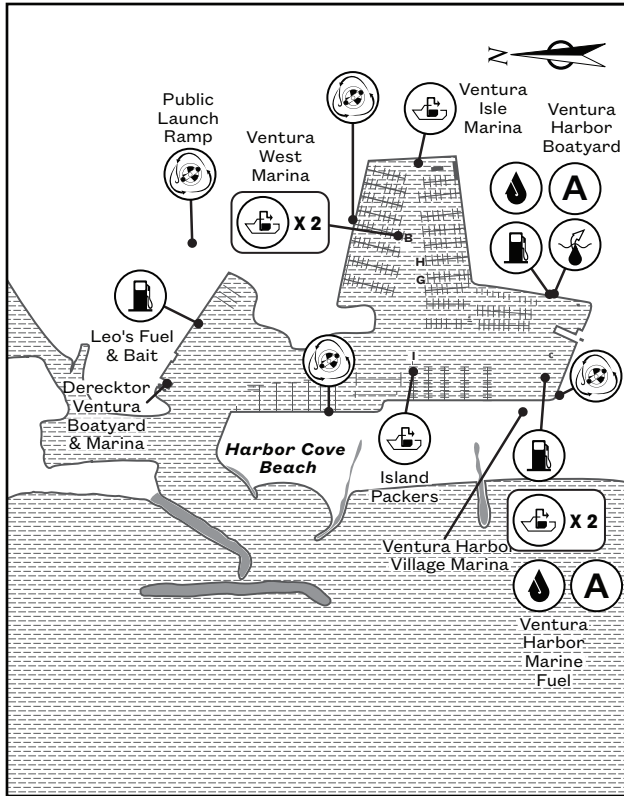 N
Public
Launch
Ramp
Ventura
West
Marina
X 2
Ventura
Isle
Marina
Ventura
Harbor
Boatyard
A
B
H
G
Leo's Fuel
& Bait
Derecktor
Ventura
Boatyard
& Marina
I
C
Harbor Cove
Beach
Island
Packers
Ventura Harbor
Village Marina
X 2
A
Ventura
Harbor
Marine
Fuel